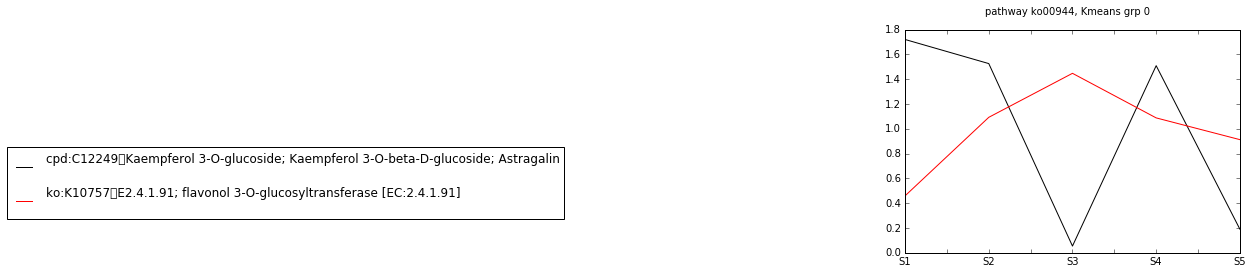 pathway ko00944, Kmeans grp 0
cpd:C12249▯Kaempferol 3-O-glucoside; Kaempferol 3-O-beta-D-glucoside; Astragalin
ko:K10757▯E2.4.1.91; flavonol 3-O-glucosyltransferase [EC:2.4.1.91]
1.8
1.6
1.4
1.2
1.0
0.8
0.6
0.4
0.2
0.0
S1 S2 S3 S4 S5